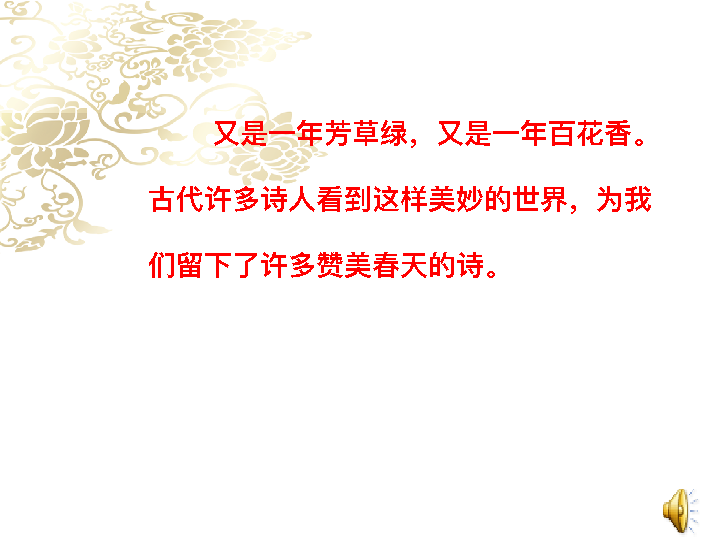 又是一年芳草绿，又是一年百花香。
古代许多诗人看到这样美妙的世界，为我
们留下了许多赞美春天的诗。